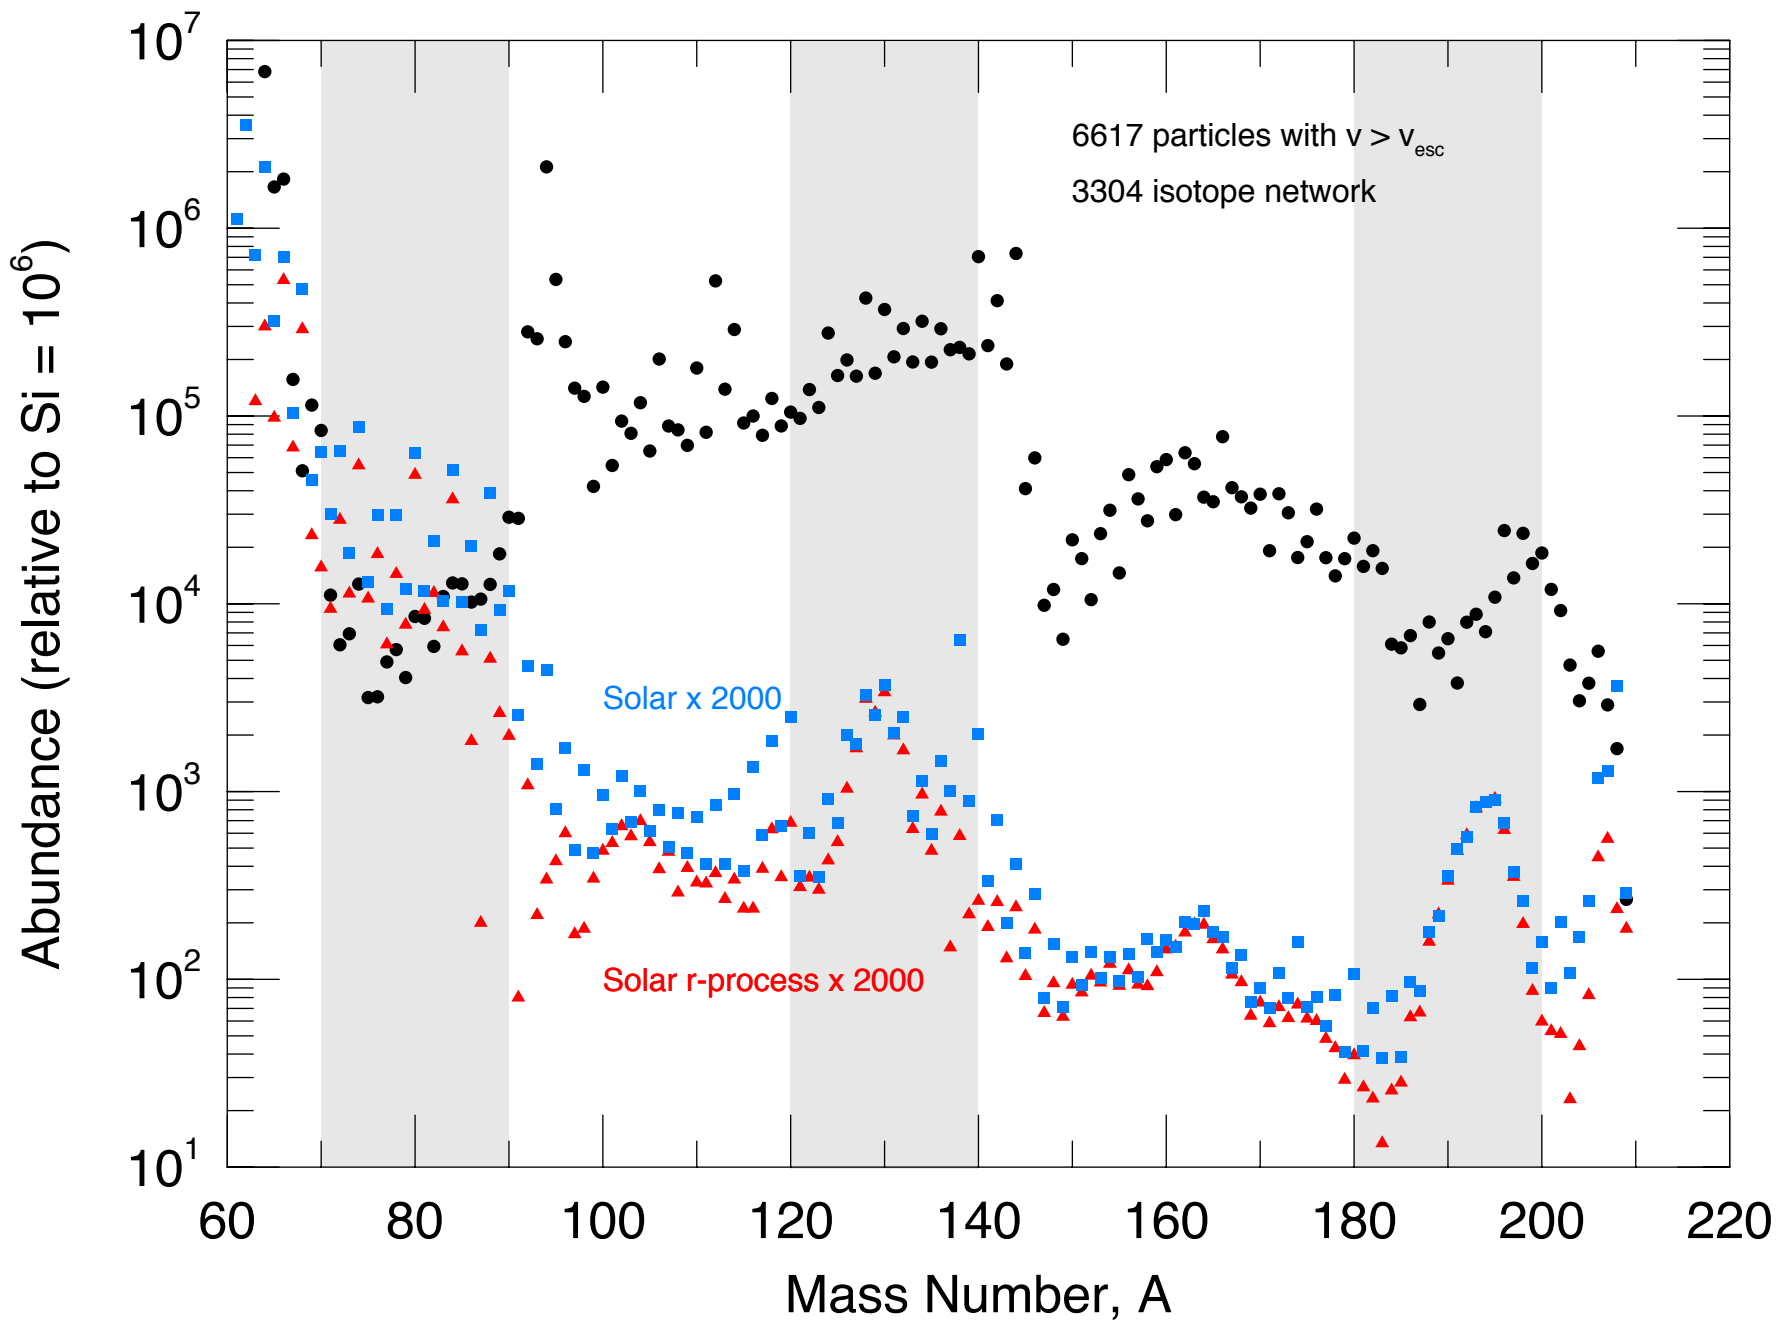 10^7
6617 particles with v > v_esc
3304 isotope network
10^6
10^5
10^4
Solar x 2000
10^3
Solar r-process x 2000
10^2
10^1
60 80 100 120 140 160 180 200 220
Mass Number, A
Abundance (relative to Si = 10^6)